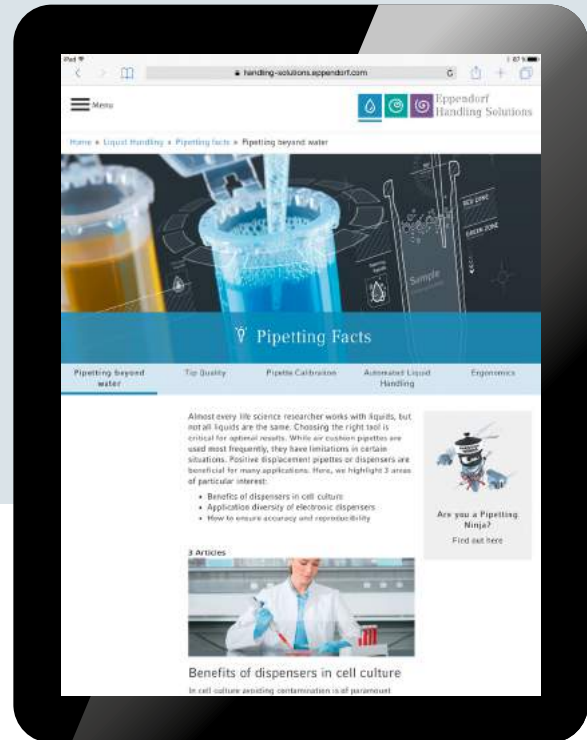 iPad
87 %
handling-solutions.eppendorf.com
Menu
Eppendorf
Handling Solutions
Home » Liquid Handling » Pipetting facts » Pipetting beyond water
RED ZONE
GREEN ZONE
Sample
Pipetting Facts
Pipetting beyond
water
Tip Quality
Pipette Calibration
Automated Liquid
Handling
Ergonomics
Almost every life science researcher works with liquids, but
not all liquids are the same. Choosing the right tool is
critical for optimal results. While air cushion pipettes are
used most frequently, they have limitations in certain
situations. Positive displacement pipettes or dispensers are
beneficial for many applications. Here, we highlight 3 areas
of particular interest:
• Benefits of dispensers in cell culture
• Application diversity of electronic dispensers
• How to ensure accuracy and reproducibility
Are you a Pipetting
Ninja?
Find out here
3 Articles
Benefits of dispensers in cell culture
In cell culture avoiding contamination is of paramount